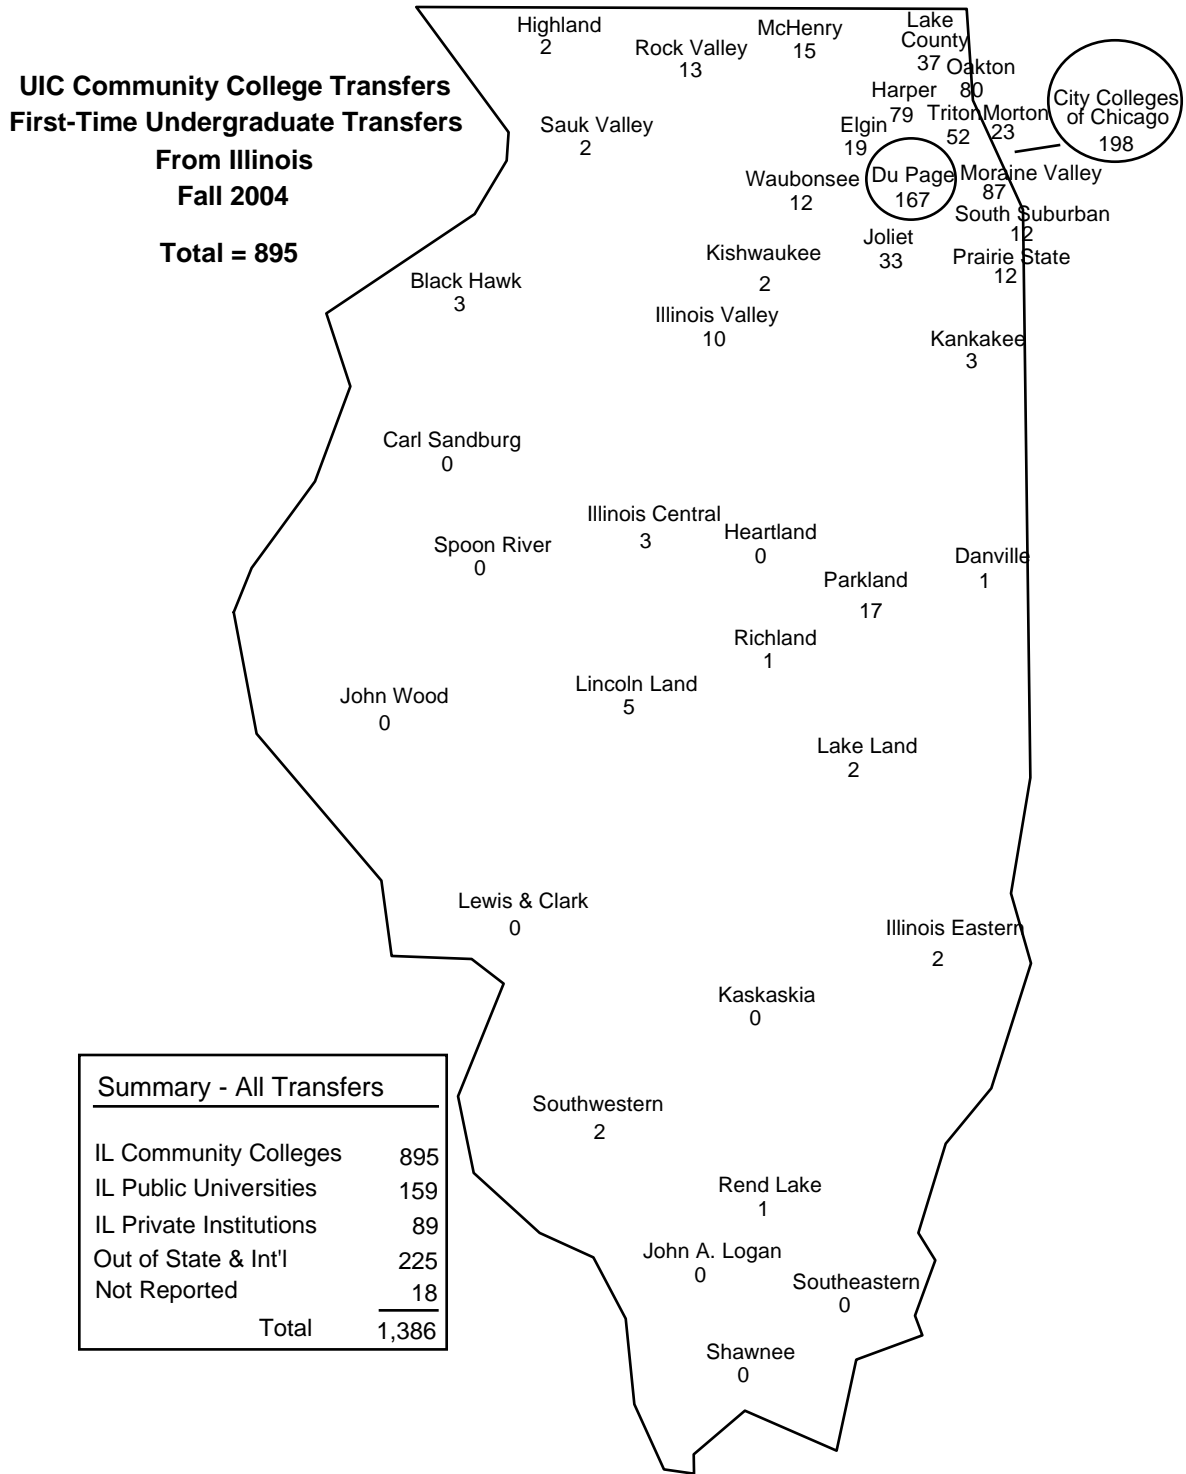 UIC Community College Transfers
First-Time Undergraduate Transfers
From Illinois
Fall 2004
Total = 895
Highland
2
Rock Valley
13
McHenry
15
Lake
County
37
Oakton
80
Harper
79
Triton
52
Morton
23
City Colleges
of Chicago
198
Sauk Valley
2
Elgin
19
Waubonsee
12
Du Page
167
Moraine Valley
87
South Suburban
12
Joliet
33
Prairie State
12
Kishwaukee
2
Black Hawk
3
Illinois Valley
10
Kankakee
3
Carl Sandburg
0
Illinois Central
3
Heartland
0
Spoon River
0
Danville
1
Parkland
17
Richland
1
Lincoln Land
5
John Wood
0
Lake Land
2
Lewis & Clark
0
Illinois Eastern
2
Kaskaskia
0
Southwestern
2
Rend Lake
1
John A. Logan
0
Southeastern
0
Shawnee
0
Summary - All Transfers
IL Community Colleges 895
IL Public Universities 159
IL Private Institutions 89
Out of State & Int'l 225
Not Reported 18
Total 1,386